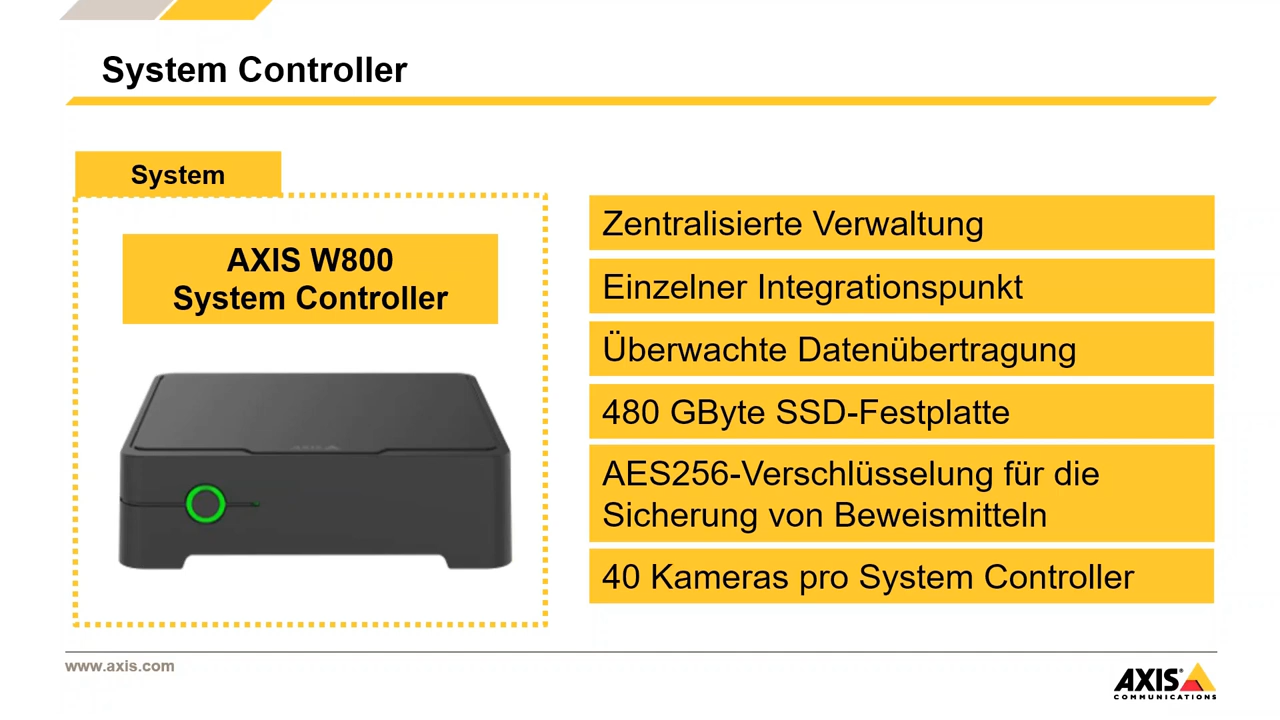 System Controller
System
AXIS W800
System Controller
Zentralisierte Verwaltung
Einzelner Integrationspunkt
Überwachte Datenübertragung
480 GByte SSD-Festplatte
AES256-Verschlüsselung für die
Sicherung von Beweismitteln
40 Kameras pro System Controller
AXIS
www.axis.com
AXIS
COMMUNICATIONS